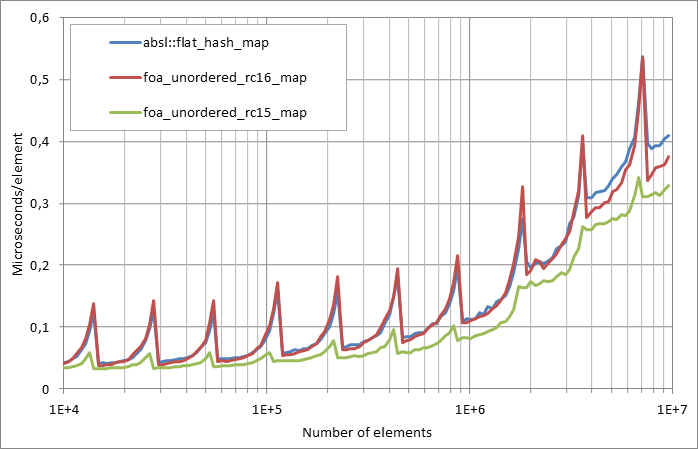 0,6
absl::flat_hash_map
foa_unordered_rc16_map
foa_unordered_rc15_map
0,5
0,4
0,3
0,2
0,1
0
Microseconds/element
1E+4
1E+5
1E+6
1E+7
Number of elements